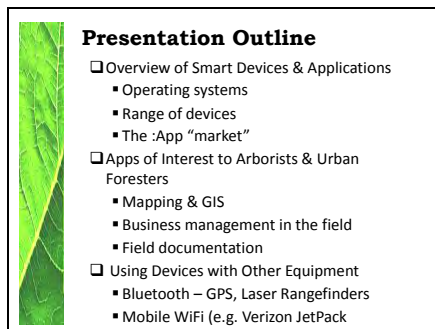 Presentation Outline
❑Overview of Smart Devices & Applications
▪ Operating systems
▪ Range of devices
▪ The :App “market”
❑Apps of Interest to Arborists & Urban
Foresters
▪ Mapping & GIS
▪ Business management in the field
▪ Field documentation
❑ Using Devices with Other Equipment
▪ Bluetooth – GPS, Laser Rangefinders
▪ Mobile WiFi (e.g. Verizon JetPack